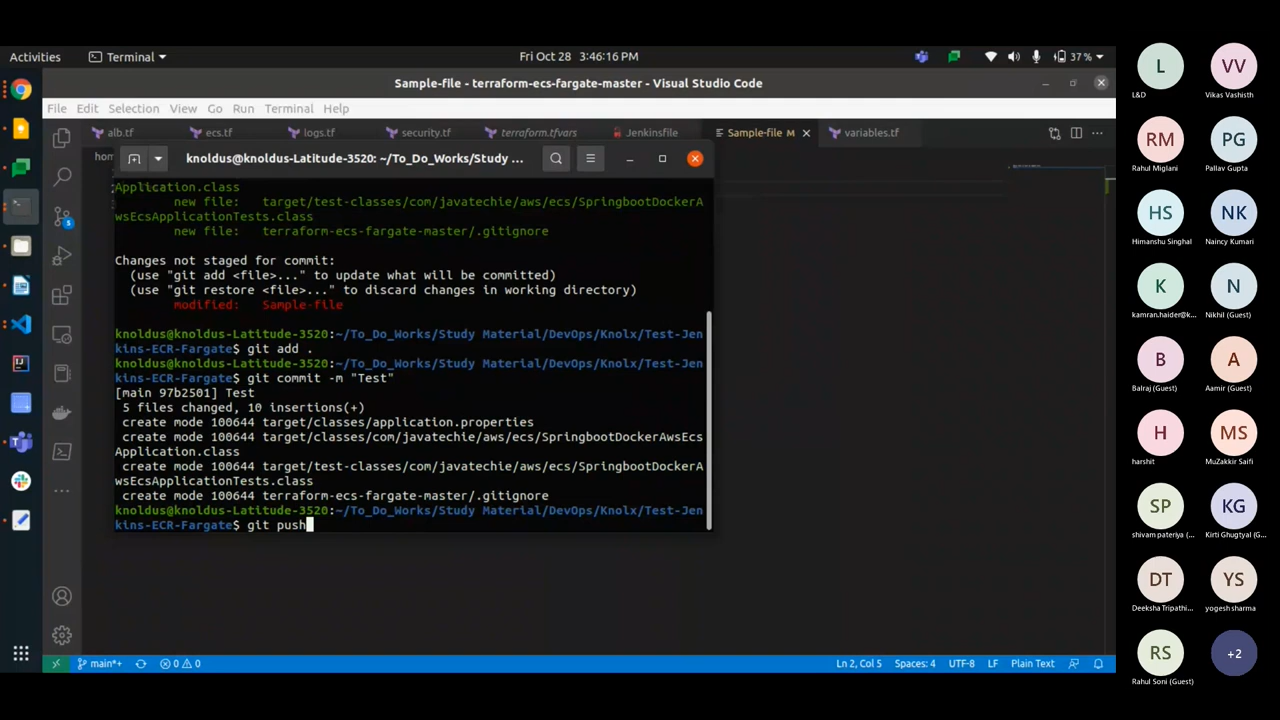 Activities
Terminal
Fri Oct 28 3:46:16 PM
37 %
Sample-file - terraform-ecs-fargate-master - Visual Studio Code
File Edit Selection View Go Run Terminal Help
alb.tf ecs.tf logs.tf security.tf terraform.tfvars Jenkinsfile Sample-file M variables.tf
hom
knoldus@knoldus-Latitude-3520: ~/To_Do_Works/Study ...
Application.class
new file: target/test-classes/com/javatechie/aws/ecs/SpringbootDockerA
wsEcsApplicationTests.class
new file: terraform-ecs-fargate-master/.gitignore
Changes not staged for commit:
(use "git add <file>..." to update what will be committed)
(use "git restore <file>..." to discard changes in working directory)
modified: Sample-file
knoldus@knoldus-Latitude-3520:~/To_Do_Works/Study Material/DevOps/Knolx/Test-Jen
kins-ECR-Fargate$ git add .
knoldus@knoldus-Latitude-3520:~/To_Do_Works/Study Material/DevOps/Knolx/Test-Jen
kins-ECR-Fargate$ git commit -m "Test"
[main 97b2501] Test
5 files changed, 10 insertions(+)
create mode 100644 target/classes/application.properties
create mode 100644 target/classes/com/javatechie/aws/ecs/SpringbootDockerAwsEcs
Application.class
create mode 100644 target/test-classes/com/javatechie/aws/ecs/SpringbootDockerA
wsEcsApplicationTests.class
create mode 100644 terraform-ecs-fargate-master/.gitignore
knoldus@knoldus-Latitude-3520:~/To_Do_Works/Study Material/DevOps/Knolx/Test-Jen
kins-ECR-Fargate$ git push
main*+ 0 0
Ln 2, Col 5 Spaces: 4 UTF-8 LF Plain Text
L VV
L&D Vikas Vashisth
RM PG
Rahul Miglani Pallav Gupta
HS NK
Himanshu Singhal Naincy Kumari
K N
kamran.haider@k... Nikhil (Guest)
B A
Balraj (Guest) Aamir (Guest)
H MS
harshit MuZakkir Saifi
SP KG
shivam pateriya (... Kirti Ghugtyal (G...
DT YS
Deeksha Tripathi... yogesh sharma
RS +2
Rahul Soni (Guest)